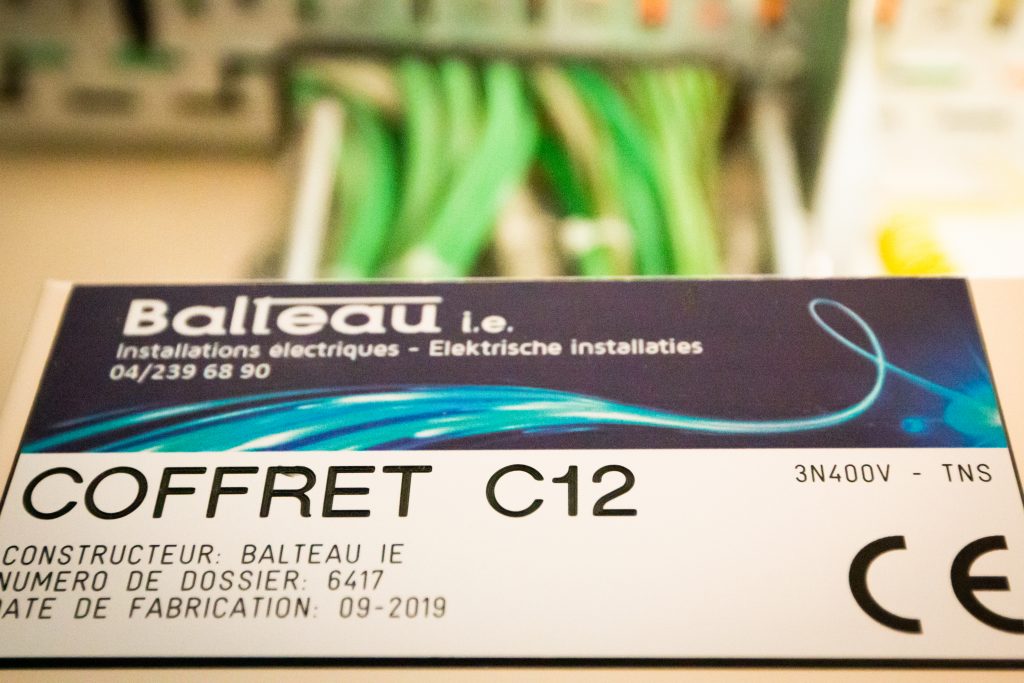 Balteau i.e.
Installations électriques - Elektrische installaties
04/239 68 90
COFFRET C12
3N400V - TNS
CONSTRUCTEUR: BALTEAU IE
NUMERO DE DOSSIER: 6417
DATE DE FABRICATION: 09-2019
CE